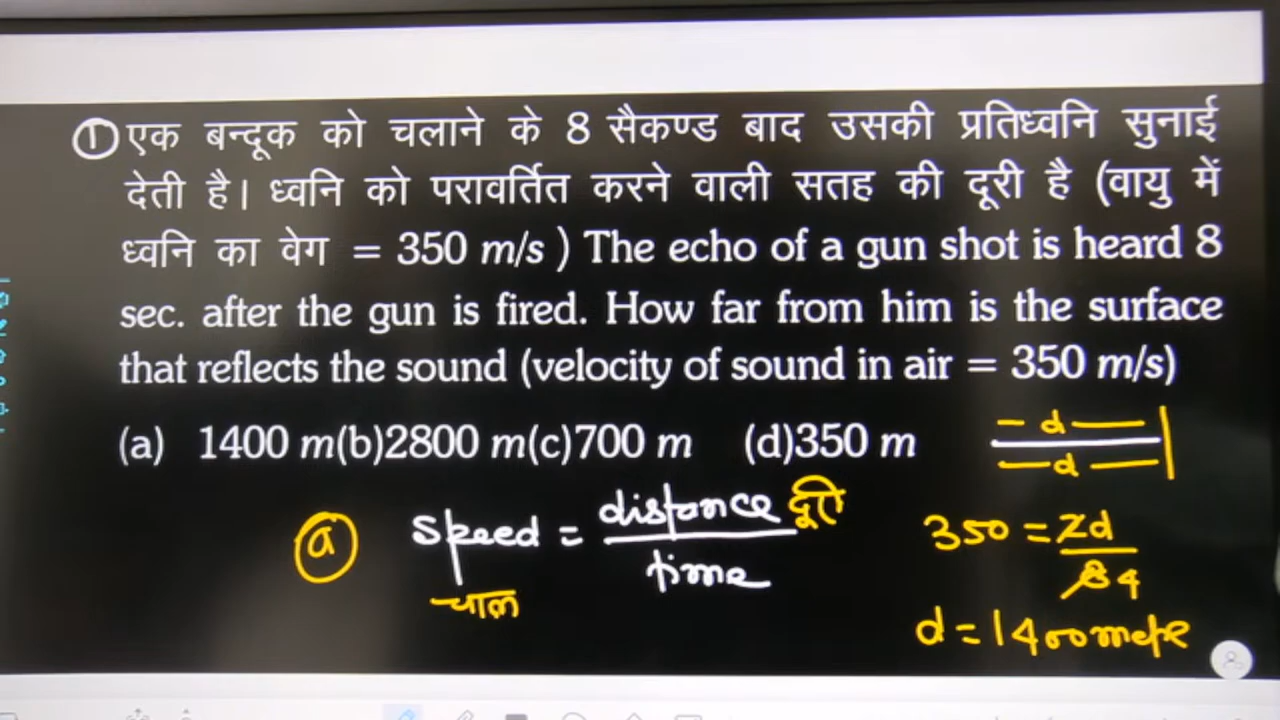 ① एक बन्दूक को चलाने के 8 सैकण्ड बाद उसकी प्रतिध्वनि सुनाई
देती है। ध्वनि को परावर्तित करने वाली सतह की दूरी है (वायु में
ध्वनि का वेग = 350 m/s ) The echo of a gun shot is heard 8
sec. after the gun is fired. How far from him is the surface
that reflects the sound (velocity of sound in air = 350 m/s)
(a) 1400 m(b)2800 m(c)700 m (d)350 m
- d —
— d —
ⓐ speed = distance दूरी
time
चाल
350 = 2d
8 4
d = 1400 metre